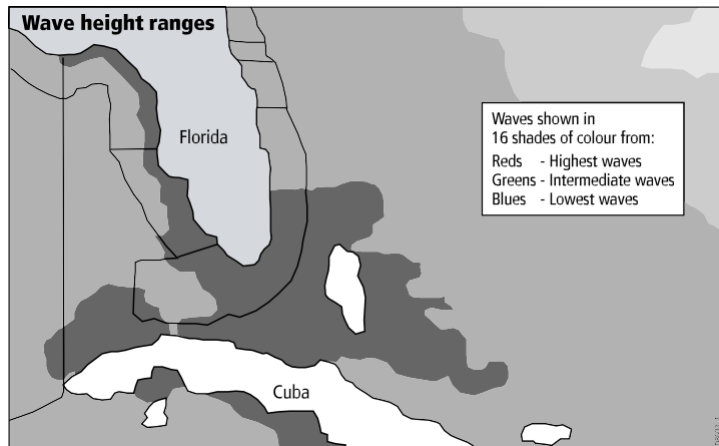 Wave height ranges
Florida
Waves shown in
16 shades of colour from:
Reds - Highest waves
Greens - Intermediate waves
Blues - Lowest waves
Cuba